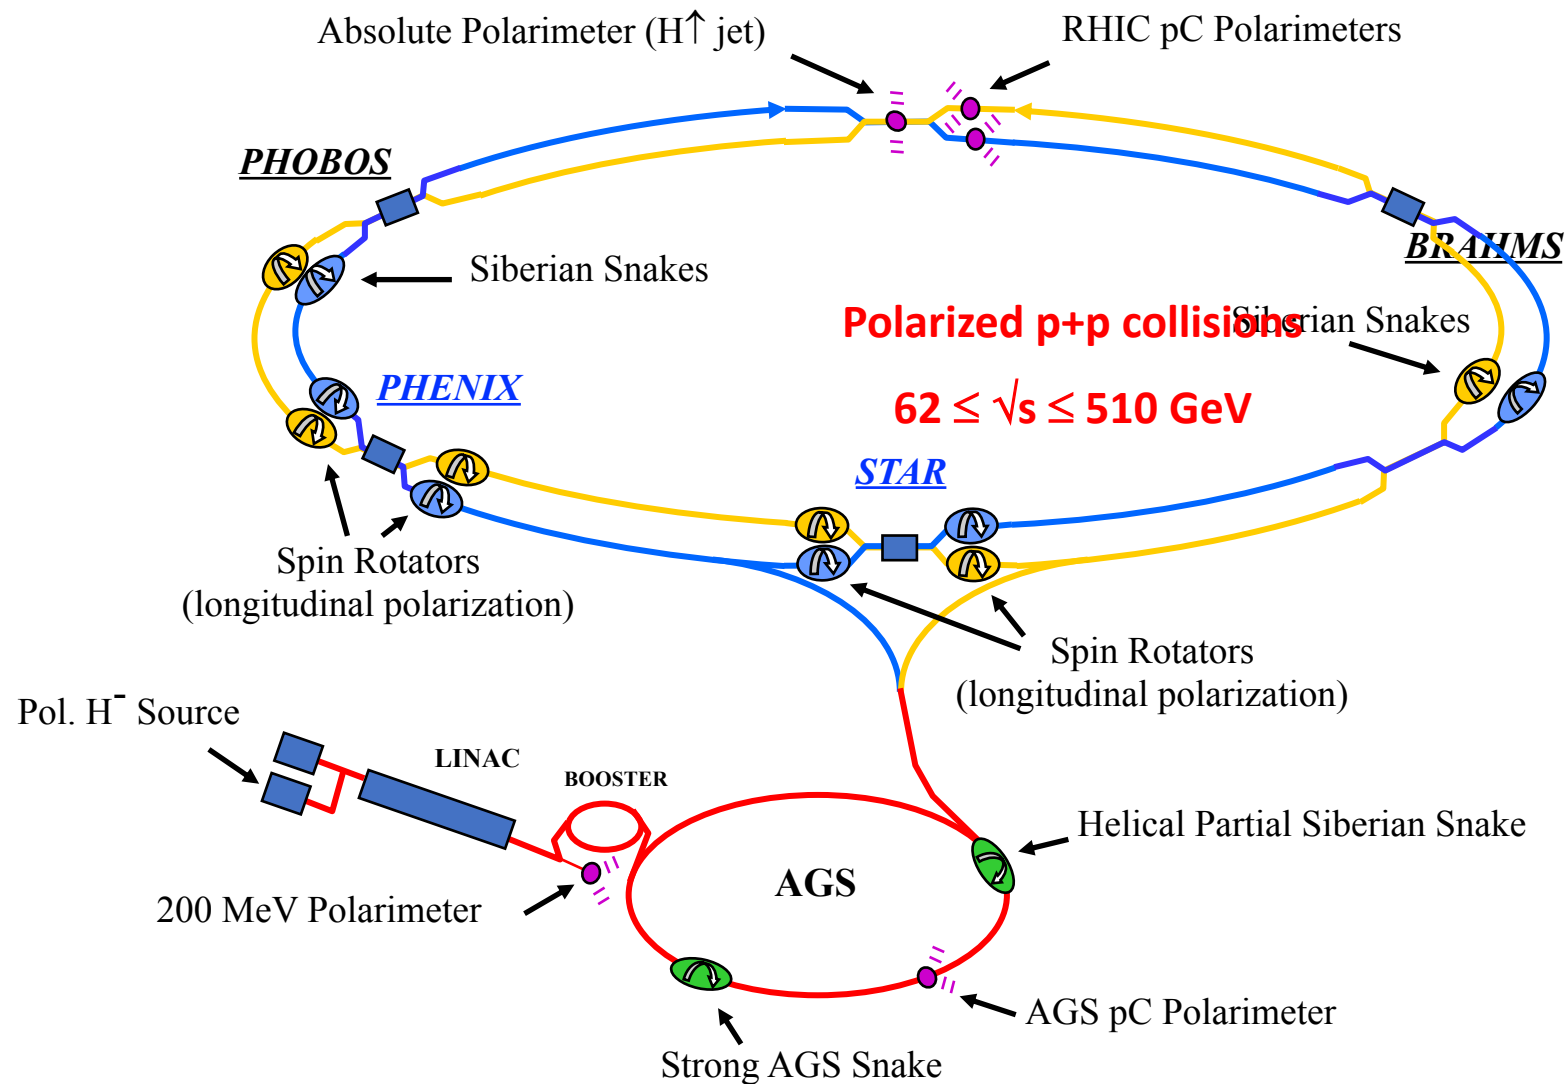 Absolute Polarimeter (H↑ jet)
RHIC pC Polarimeters
PHOBOS
BRAHMS
Siberian Snakes
Polarized p+p collisions
Siberian Snakes
62 ≤ √s ≤ 510 GeV
PHENIX
STAR
Spin Rotators
(longitudinal polarization)
Spin Rotators
(longitudinal polarization)
Pol. H⁻ Source
LINAC
BOOSTER
Helical Partial Siberian Snake
AGS
200 MeV Polarimeter
AGS pC Polarimeter
Strong AGS Snake